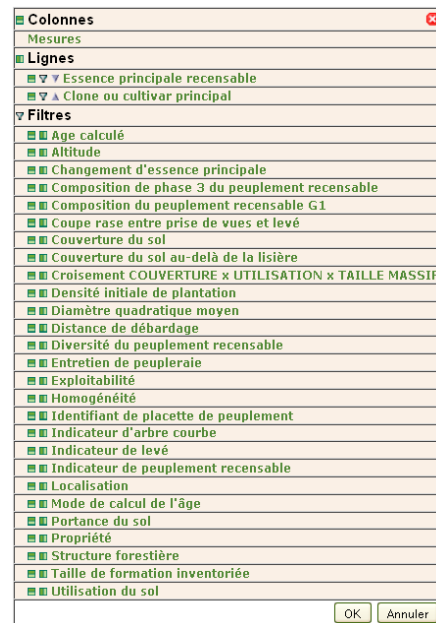 Colonnes
Mesures
Lignes
Essence principale recensable
Clone ou cultivar principal
Filtres
Age calculé
Altitude
Changement d'essence principale
Composition de phase 3 du peuplement recensable
Composition du peuplement recensable G1
Coupe rase entre prise de vues et levé
Couverture du sol
Couverture du sol au-delà de la lisière
Croisement COUVERTURE x UTILISATION x TAILLE MASSIF
Densité initiale de plantation
Diamètre quadratique moyen
Distance de débardage
Diversité du peuplement recensable
Entretien de peupleraie
Exploitabilité
Homogénéité
Identifiant de placette de peuplement
Indicateur d'arbre courbe
Indicateur de levé
Indicateur de peuplement recensable
Localisation
Mode de calcul de l'âge
Portance du sol
Propriété
Structure forestière
Taille de formation inventoriée
Utilisation du sol
OK Annuler